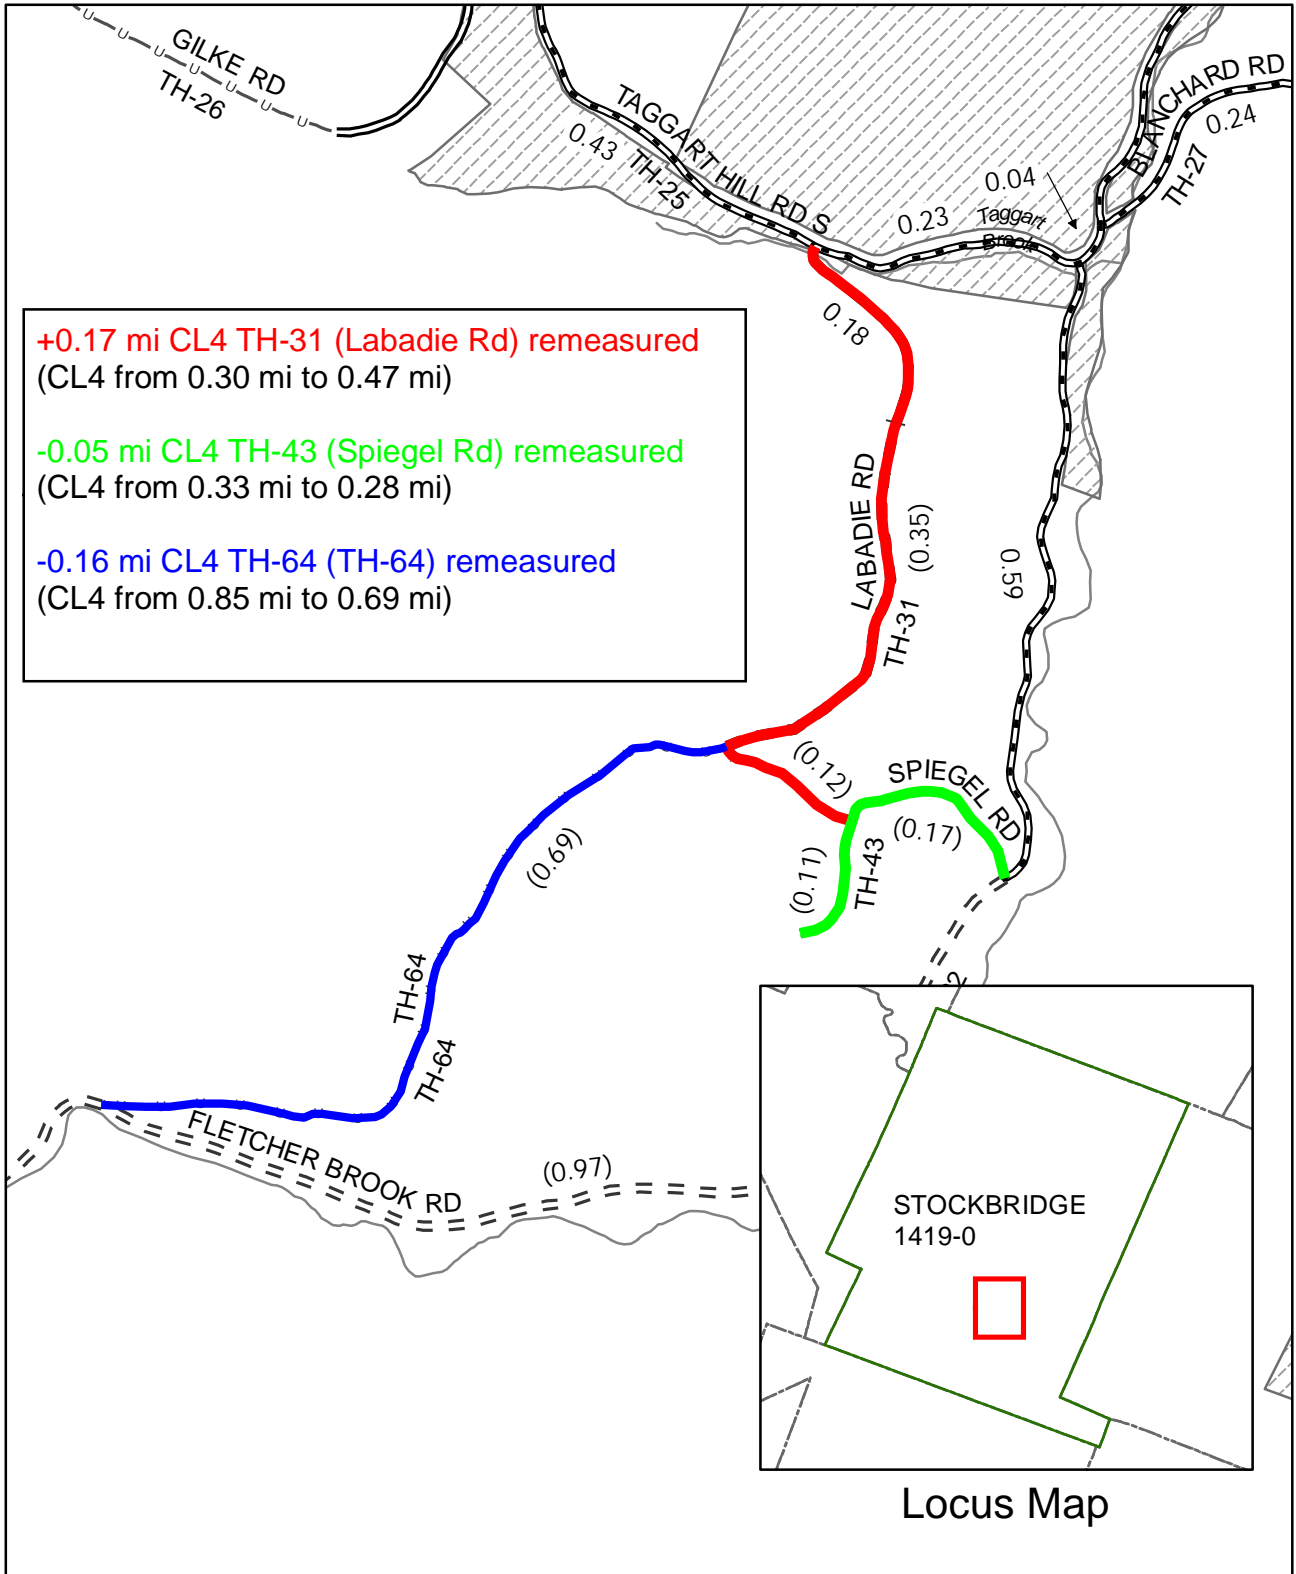 GILKE RD
TH-26
TAGGART HILL RD S
0.43
TH-25
BLANCHARD RD
0.24
TH-27
0.04
0.23
Taggart
Brook
0.18
+0.17 mi CL4 TH-31 (Labadie Rd) remeasured
(CL4 from 0.30 mi to 0.47 mi)
-0.05 mi CL4 TH-43 (Spiegel Rd) remeasured
(CL4 from 0.33 mi to 0.28 mi)
-0.16 mi CL4 TH-64 (TH-64) remeasured
(CL4 from 0.85 mi to 0.69 mi)
LABADIE RD
(0.35)
TH-31
0.59
(0.12)
SPIEGEL RD
(0.17)
(0.11)
TH-43
(0.69)
TH-64
TH-64
FLETCHER BROOK RD
(0.97)
STOCKBRIDGE
1419-0
Locus Map